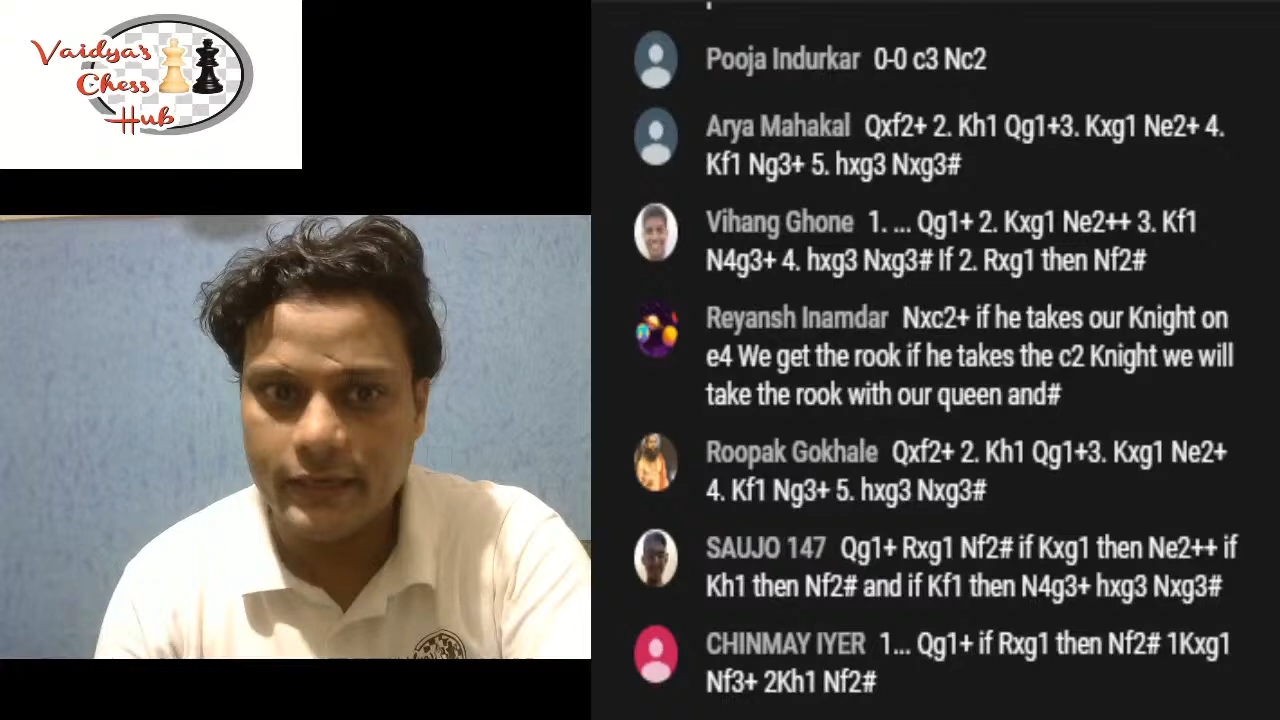 Vaidya's
Chess
Hub
Pooja Indurkar 0-0 c3 Nc2
Arya Mahakal Qxf2+ 2. Kh1 Qg1+3. Kxg1 Ne2+ 4.
Kf1 Ng3+ 5. hxg3 Nxg3#
Vihang Ghone 1. ... Qg1+ 2. Kxg1 Ne2++ 3. Kf1
N4g3+ 4. hxg3 Nxg3# If 2. Rxg1 then Nf2#
Reyansh Inamdar Nxc2+ if he takes our Knight on
e4 We get the rook if he takes the c2 Knight we will
take the rook with our queen and#
Roopak Gokhale Qxf2+ 2. Kh1 Qg1+3. Kxg1 Ne2+
4. Kf1 Ng3+ 5. hxg3 Nxg3#
SAUJO 147 Qg1+ Rxg1 Nf2# if Kxg1 then Ne2++ if
Kh1 then Nf2# and if Kf1 then N4g3+ hxg3 Nxg3#
CHINMAY IYER 1... Qg1+ if Rxg1 then Nf2# 1Kxg1
Nf3+ 2Kh1 Nf2#